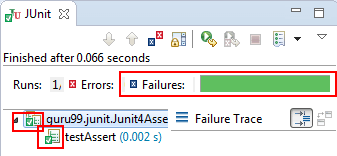 JUnit
Finished after 0.066 seconds
Runs: 1, Errors: Failures:
guru99.junit.Junit4Asse Failure Trace
testAssert (0.002 s)